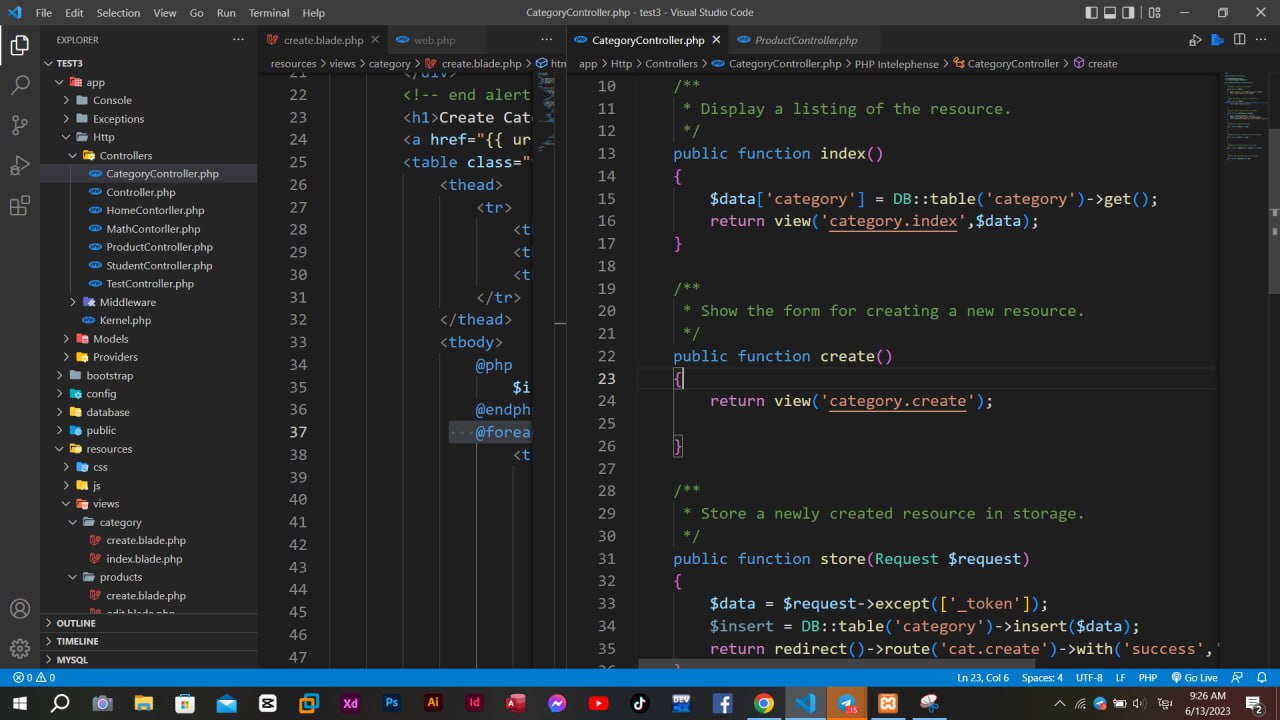 File Edit Selection View Go Run Terminal Help
CategoryController.php - test3 - Visual Studio Code
EXPLORER
TEST3
app
Console
Exceptions
Http
Controllers
CategoryController.php
Controller.php
HomeContorller.php
MathContorller.php
ProductController.php
StudentController.php
TestController.php
Middleware
Kernel.php
Models
Providers
bootstrap
config
database
public
resources
css
js
views
category
create.blade.php
index.blade.php
products
create.blade.php
edit.blade.php
OUTLINE
TIMELINE
MYSQL
create.blade.php
web.php
resources > views > category > create.blade.php > htm
21 </div>
22 <!-- end alert
23 <h1>Create Cat
24 <a href="{{ ur
25 <table class="
26 <thead>
27 <tr>
28 <t
29 <t
30 <t
31 </tr>
32 </thead>
33 <tbody>
34 @php
35 $i
36 @endph
37 @forea
38 <t
39
40
41
42
43
44
45
46
47
CategoryController.php
ProductController.php
app > Http > Controllers > CategoryController.php > PHP Intelephense > CategoryController > create
10 /**
11 * Display a listing of the resource.
12 */
13 public function index()
14 {
15 $data['category'] = DB::table('category')->get();
16 return view('category.index',$data);
17 }
18
19 /**
20 * Show the form for creating a new resource.
21 */
22 public function create()
23 {
24 return view('category.create');
25
26 }
27
28 /**
29 * Store a newly created resource in storage.
30 */
31 public function store(Request $request)
32 {
33 $data = $request->except(['_token']);
34 $insert = DB::table('category')->insert($data);
35 return redirect()->route('cat.create')->with('success','
0 0
Ln 23, Col 6 Spaces: 4 UTF-8 LF PHP Go Live
Xd Ps Ai Id
DEV
9:26 AM
6/13/2023
2